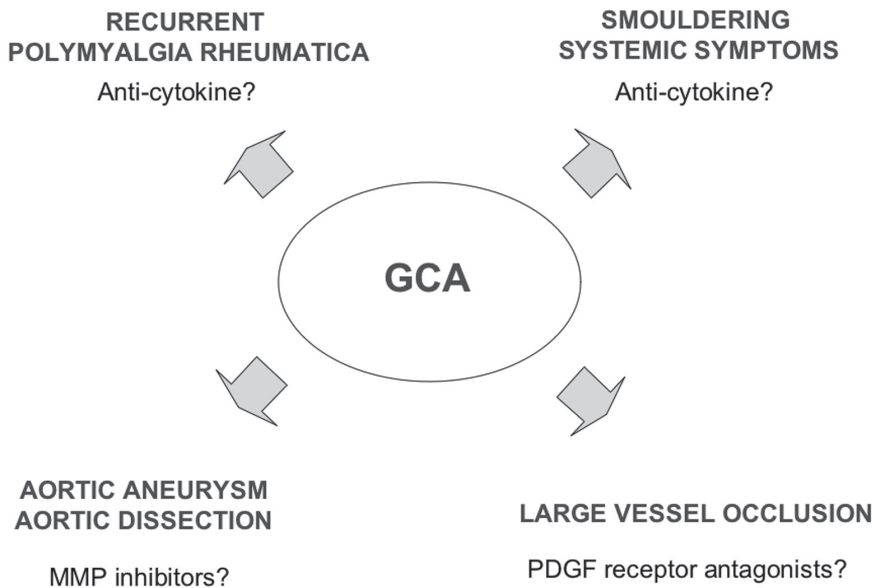 RECURRENT
POLYMYALGIA RHEUMATICA
Anti-cytokine?
SMOULDERING
SYSTEMIC SYMPTOMS
Anti-cytokine?
GCA
AORTIC ANEURYSM
AORTIC DISSECTION
MMP inhibitors?
LARGE VESSEL OCCLUSION
PDGF receptor antagonists?